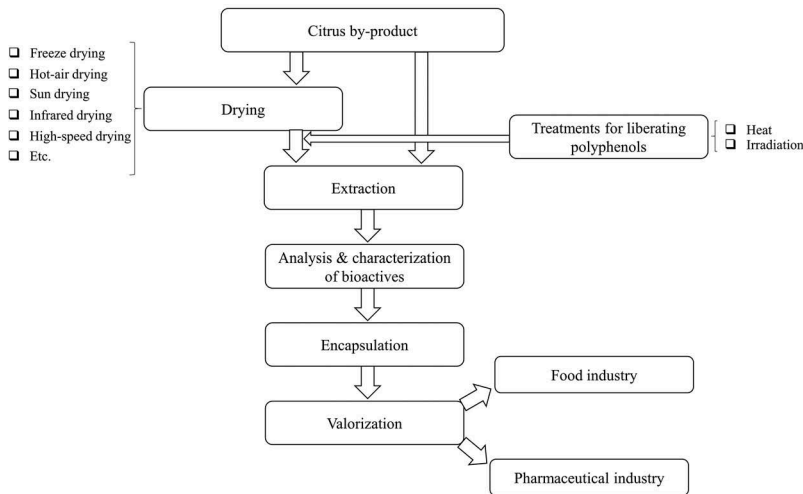 Citrus by-product
Freeze drying
Hot-air drying
Sun drying
Infrared drying
High-speed drying
Etc.
Drying
Treatments for liberating
polyphenols
Heat
Irradiation
Extraction
Analysis & characterization
of bioactives
Encapsulation
Food industry
Valorization
Pharmaceutical industry